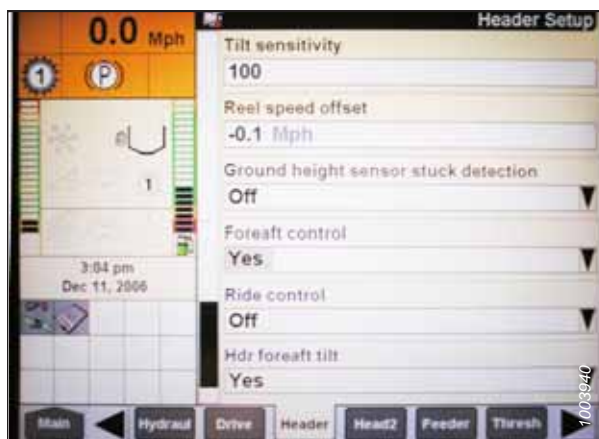 0.0 Mph
Header Setup
Tilt sensitivity
100
1
P
Reel speed offset
-0.1 Mph
Ground height sensor stuck detection
Off
1
Foreaft control
Yes
3:04 pm
Dec 11, 2006
Ride control
Off
GPS
Hdr foreaft tilt
Yes
1003940
Main
Hydraul
Drive
Header
Head2
Feeder
Thresh